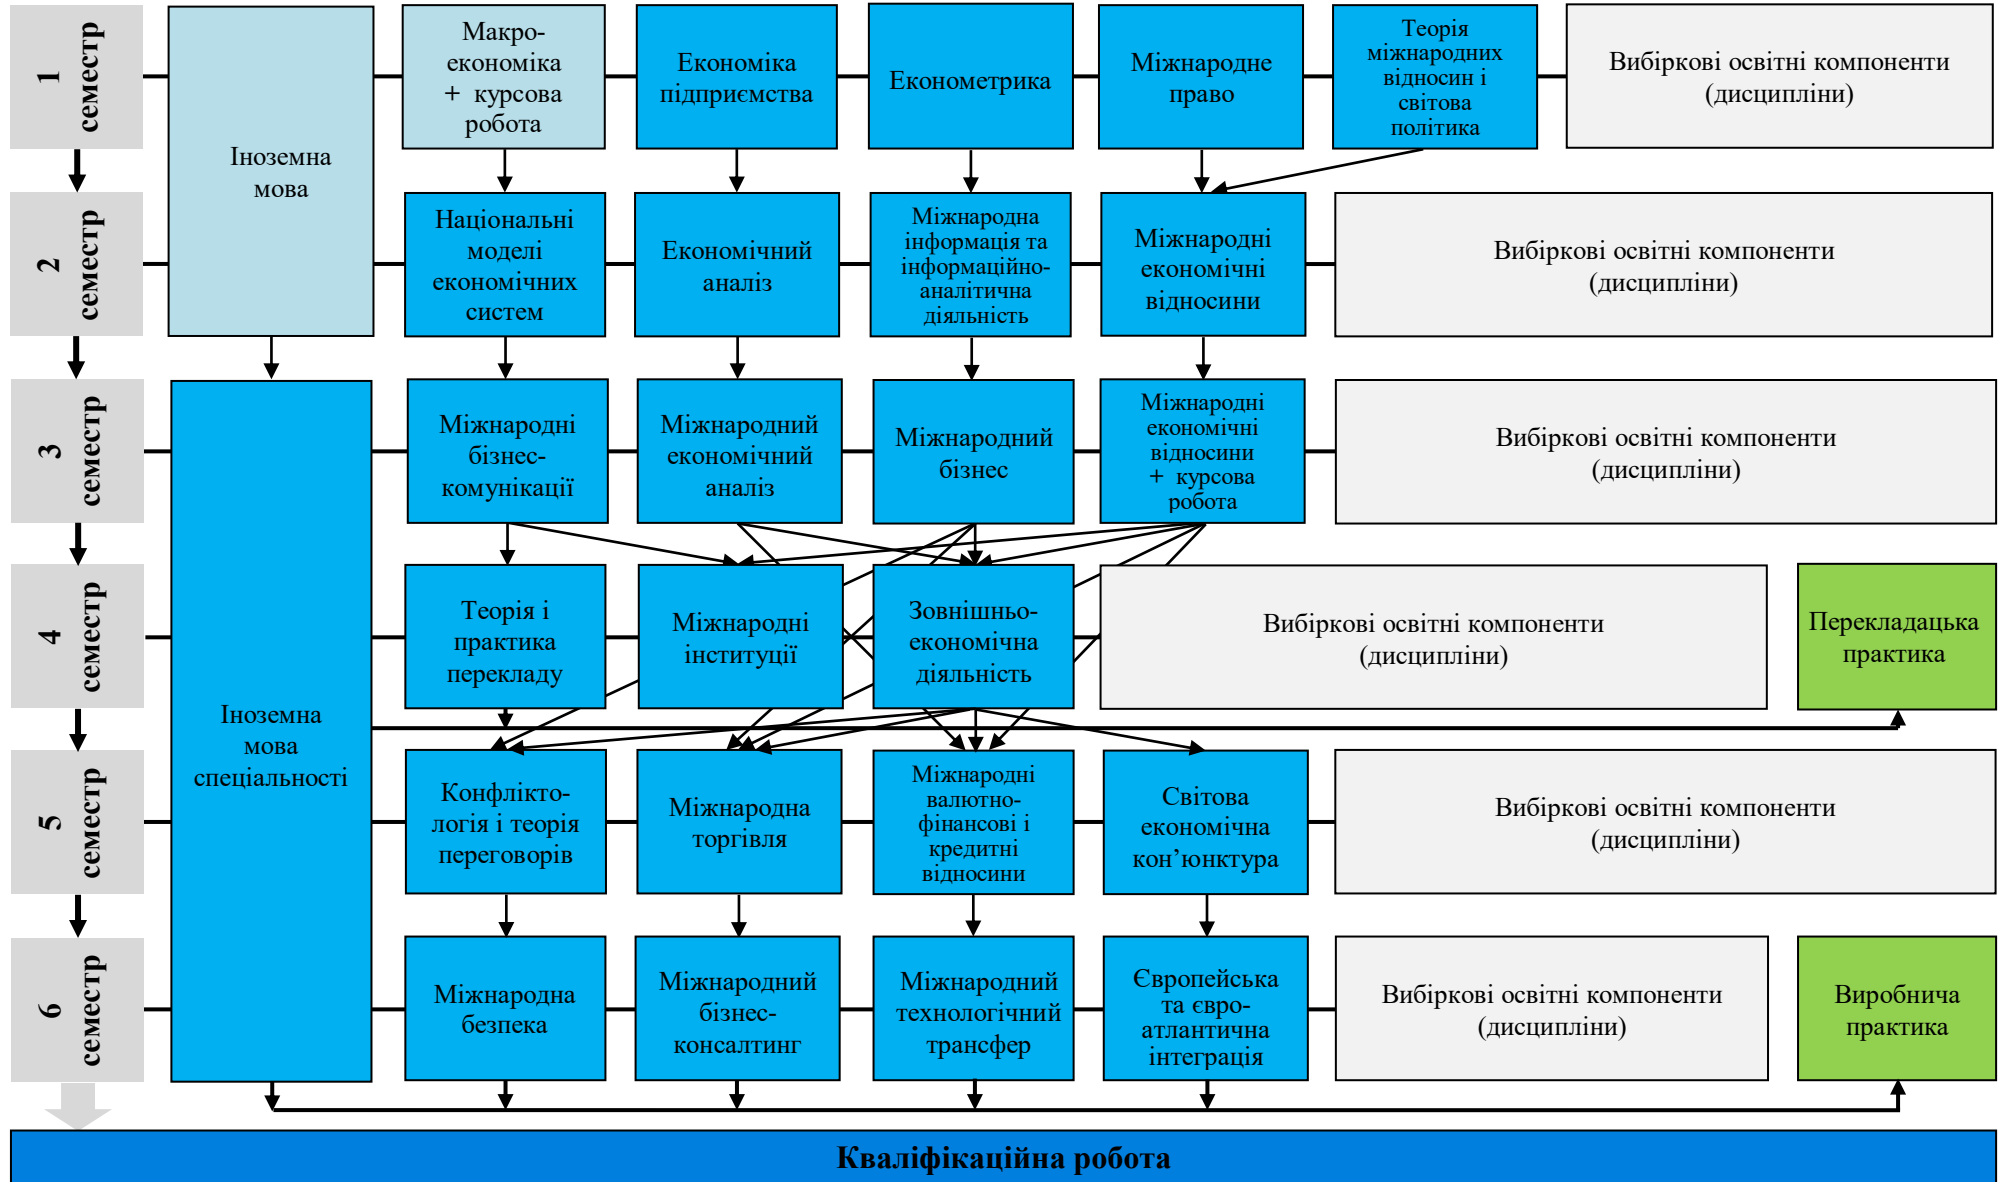 1
семестр
Іноземна
мова
Макро-
економіка
+ курсова
робота
Економіка
підприємства
Економетрика
Міжнародне
право
Теорія
міжнародних
відносин і
світова
політика
Вибіркові освітні компоненти
(дисципліни)
2
семестр
Національні
моделі
економічних
систем
Економічний
аналіз
Міжнародна
інформація та
інформаційно-
аналітична
діяльність
Міжнародні
економічні
відносини
Вибіркові освітні компоненти
(дисципліни)
3
семестр
Іноземна
мова
спеціальності
Міжнародні
бізнес-
комунікації
Міжнародний
економічний
аналіз
Міжнародний
бізнес
Міжнародні
економічні
відносини
+ курсова
робота
Вибіркові освітні компоненти
(дисципліни)
4
семестр
Теорія і
практика
перекладу
Міжнародні
інституції
Зовнішньо-
економічна
діяльність
Вибіркові освітні компоненти
(дисципліни)
Перекладацька
практика
5
семестр
Конфлікто-
логія і теорія
переговорів
Міжнародна
торгівля
Міжнародні
валютно-
фінансові і
кредитні
відносини
Світова
економічна
кон’юнктура
Вибіркові освітні компоненти
(дисципліни)
6
семестр
Міжнародна
безпека
Міжнародний
бізнес-
консалтинг
Міжнародний
технологічний
трансфер
Європейська
та євро-
атлантична
інтеграція
Вибіркові освітні компоненти
(дисципліни)
Виробнича
практика
Кваліфікаційна робота